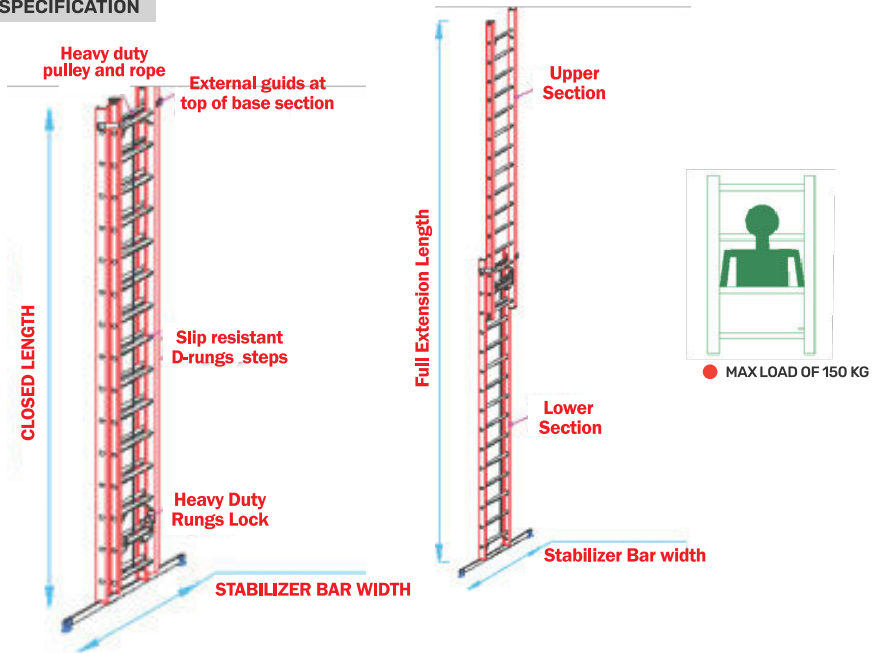 SPECIFICATION
Heavy duty
pulley and rope
External guids at
top of base section
CLOSED LENGTH
Slip resistant
D-rungs steps
Heavy Duty
Rungs Lock
STABILIZER BAR WIDTH
Upper
Section
Full Extension Length
Lower
Section
Stabilizer Bar width
MAX LOAD OF 150 KG